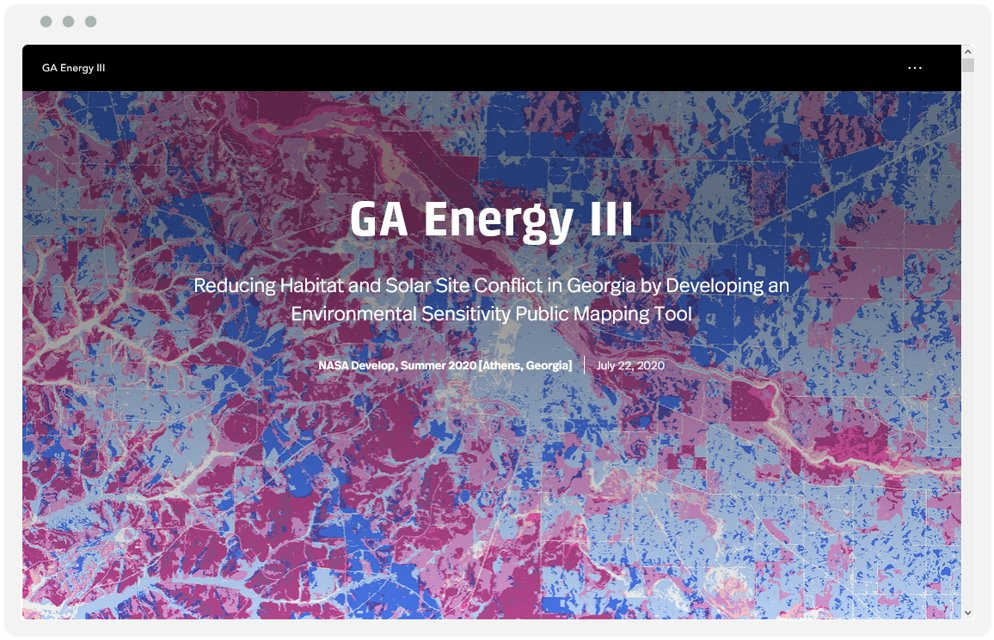 GA Energy III
GA Energy III
Reducing Habitat and Solar Site Conflict in Georgia by Developing an
Environmental Sensitivity Public Mapping Tool
NASA Develop, Summer 2020 [Athens, Georgia] | July 22, 2020